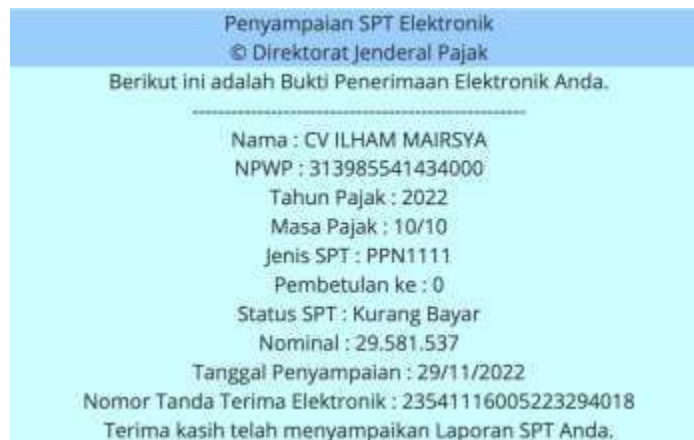 Penyampaian SPT Elektronik
© Direktorat Jenderal Pajak
Berikut ini adalah Bukti Penerimaan Elektronik Anda.
--------------------------------------------------
Nama : CV ILHAM MAIRSYA
NPWP : 313985541434000
Tahun Pajak : 2022
Masa Pajak : 10/10
Jenis SPT : PPN1111
Pembetulan ke : 0
Status SPT : Kurang Bayar
Nominal : 29.581.537
Tanggal Penyampaian : 29/11/2022
Nomor Tanda Terima Elektronik : 23541116005223294018
Terima kasih telah menyampaikan Laporan SPT Anda.